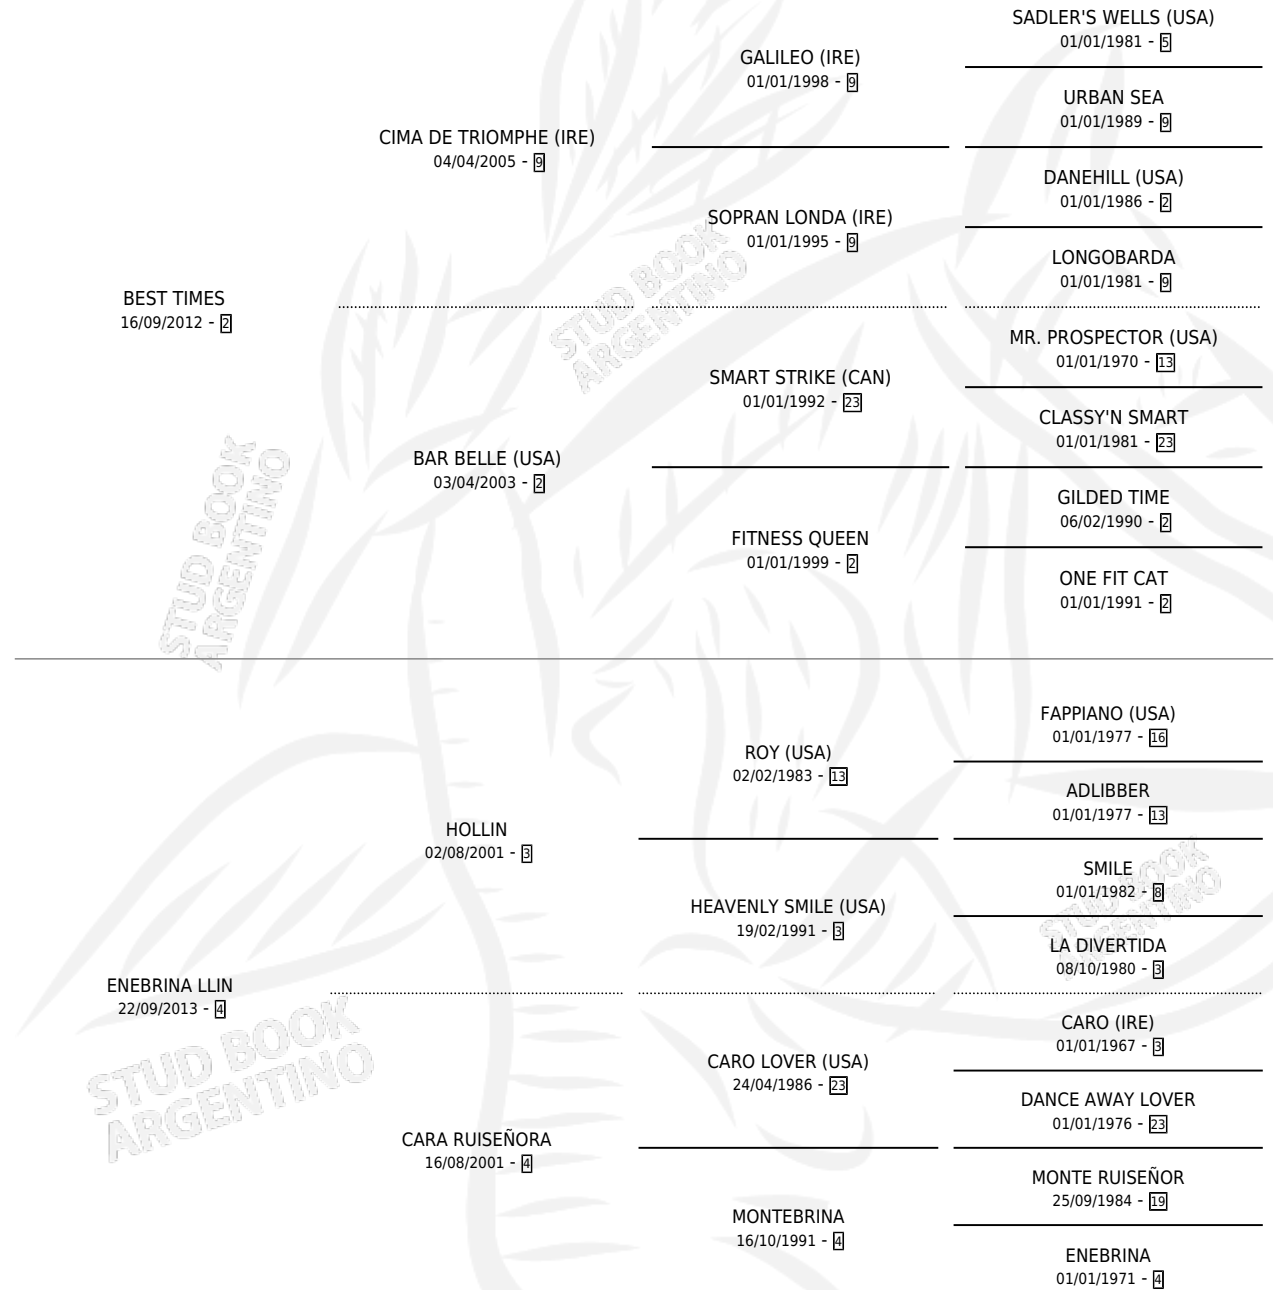 SADLER'S WELLS (USA)
01/01/1981 - 5
GALILEO (IRE)
01/01/1998 - 9
URBAN SEA
01/01/1989 - 9
CIMA DE TRIOMPHE (IRE)
04/04/2005 - 9
DANEHILL (USA)
01/01/1986 - 2
SOPRAN LONDA (IRE)
01/01/1995 - 9
LONGOBARDA
01/01/1981 - 9
BEST TIMES
16/09/2012 - 2
MR. PROSPECTOR (USA)
01/01/1970 - 13
SMART STRIKE (CAN)
01/01/1992 - 23
CLASSY'N SMART
01/01/1981 - 23
BAR BELLE (USA)
03/04/2003 - 2
GILDED TIME
06/02/1990 - 2
FITNESS QUEEN
01/01/1999 - 2
ONE FIT CAT
01/01/1991 - 2
STUD BOOK
ARGENTINO
STUD BOOK
ARGENTINO
FAPPIANO (USA)
01/01/1977 - 16
ROY (USA)
02/02/1983 - 13
ADLIBBER
01/01/1977 - 13
HOLLIN
02/08/2001 - 3
SMILE
01/01/1982 - 8
HEAVENLY SMILE (USA)
19/02/1991 - 3
LA DIVERTIDA
08/10/1980 - 3
ENEBRINA LLIN
22/09/2013 - 4
CARO (IRE)
01/01/1967 - 3
CARO LOVER (USA)
24/04/1986 - 23
DANCE AWAY LOVER
01/01/1976 - 23
CARA RUISEÑORA
16/08/2001 - 4
MONTE RUISEÑOR
25/09/1984 - 19
MONTEBRINA
16/10/1991 - 4
ENEBRINA
01/01/1971 - 4
STUD BOOK
ARGENTINO
STUD BOOK
ARGENTINO